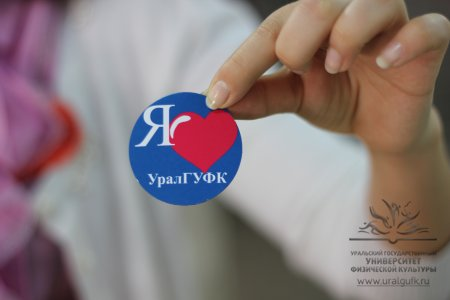 Я
УралГУФК
УРАЛЬСКИЙ ГОСУДАРСТВЕННЫЙ
УНИВЕРСИТЕТ
ФИЗИЧЕСКОЙ КУЛЬТУРЫ
www.uralgufk.ru